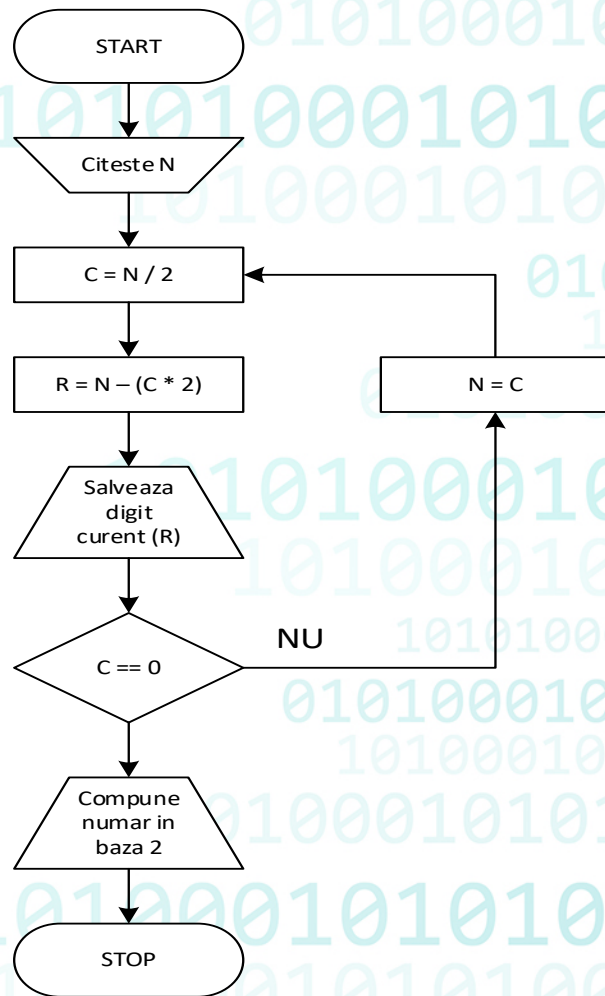 START
Citeste N
C = N / 2
R = N – (C * 2)
N = C
Salveaza
digit
curent (R)
C == 0
NU
Compune
numar in
baza 2
STOP